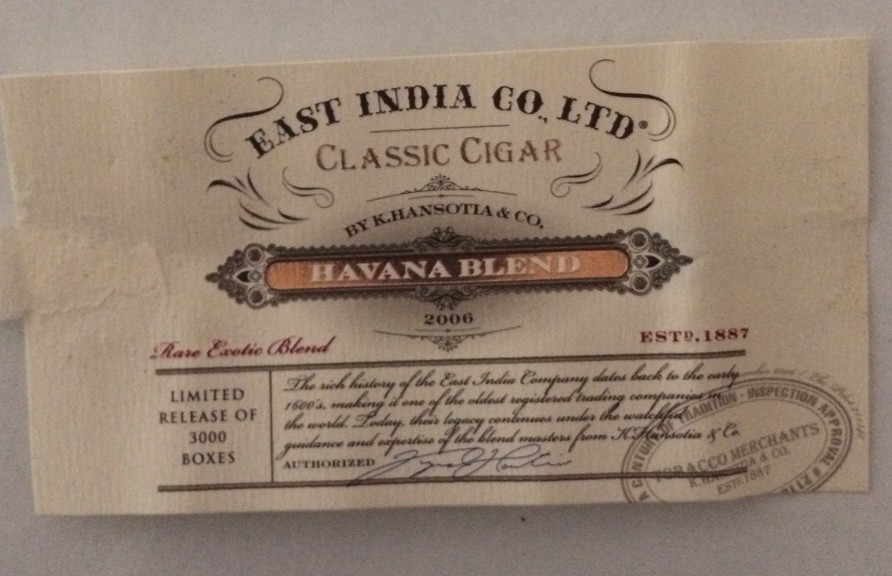 EAST INDIA CO., LTD®
CLASSIC CIGAR
BY K.HANSOTIA & CO.
HAVANA BLEND
2006
Rare Exotic Blend
ESTD. 1887
LIMITED
RELEASE OF
3000
BOXES
The rich history of the East India Company dates back to the early
1600's, making it one of the oldest registered trading companies in
the world. Today, their legacy continues under the watchful
guidance and expertise of the blend masters from K.Hansotia & Co.
AUTHORIZED
A CENTURY OF TRADITION - INSPECTION APPROVAL #
TOBACCO MERCHANTS
K.HANSOTIA & CO.
ESTD.1887